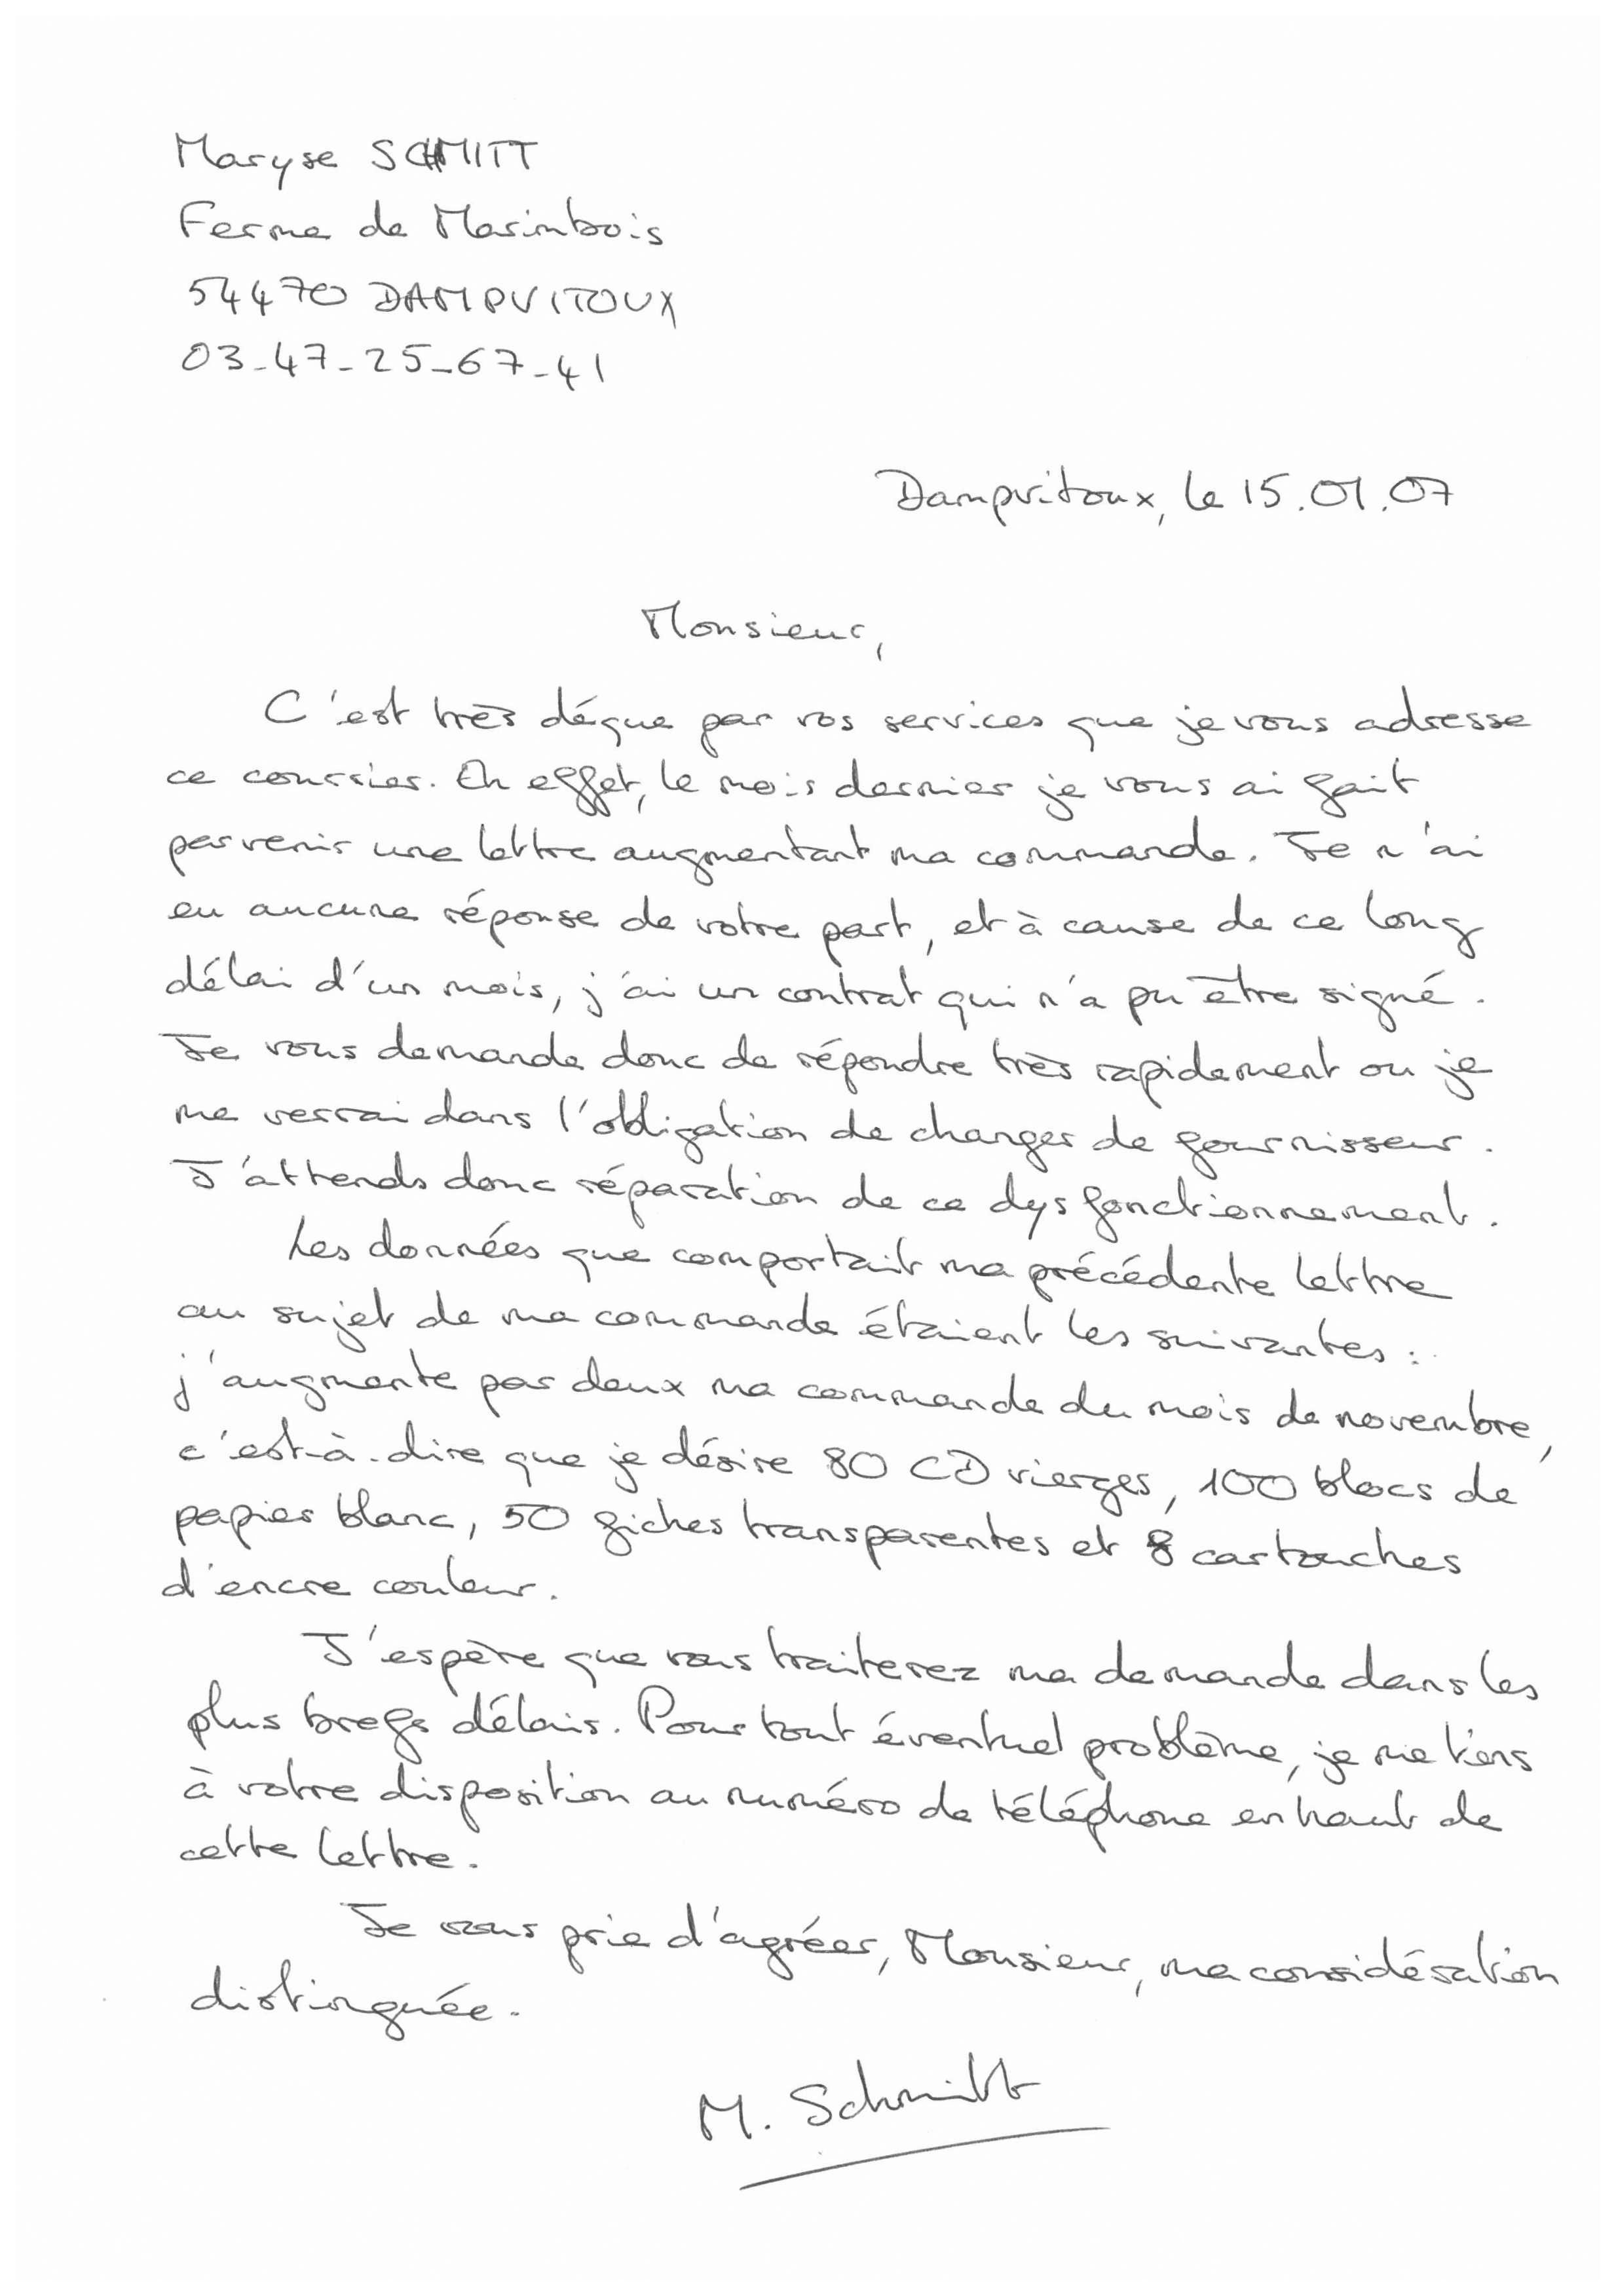 Maryse SCHMITT
Ferme de Marimbois
54470 DAMPVITOUX
03-47-25-67-41
Dampvitoux, le 15.01.07
Monsieur,
C'est très déçue par vos services que je vous adresse
ce courrier. En effet, le mois dernier je vous ai fait
parvenir une lettre augmentant ma commande. Je n'ai
eu aucune réponse de votre part, et à cause de ce long
délai d'un mois, j'ai un contrat qui n'a pu être signé.
Je vous demande donc de répondre très rapidement ou je
me verrai dans l'obligation de changer de fournisseur.
J'attends donc réparation de ce dysfonctionnement.
Les données que comportait ma précédente lettre
au sujet de ma commande étaient les suivantes :
j'augmente par deux ma commande du mois de novembre,
c'est-à-dire que je désire 80 CD vierges, 100 blocs de
papier blanc, 50 fiches transparentes et 8 cartouches
d'encre couleur.
J'espère que vous traiterez ma demande dans les
plus brefs délais. Pour tout éventuel problème, je me tiens
à votre disposition au numéro de téléphone en haut de
cette lettre.
Je vous prie d'agréer, Monsieur, ma considération
distinguée.
M. Schmitt